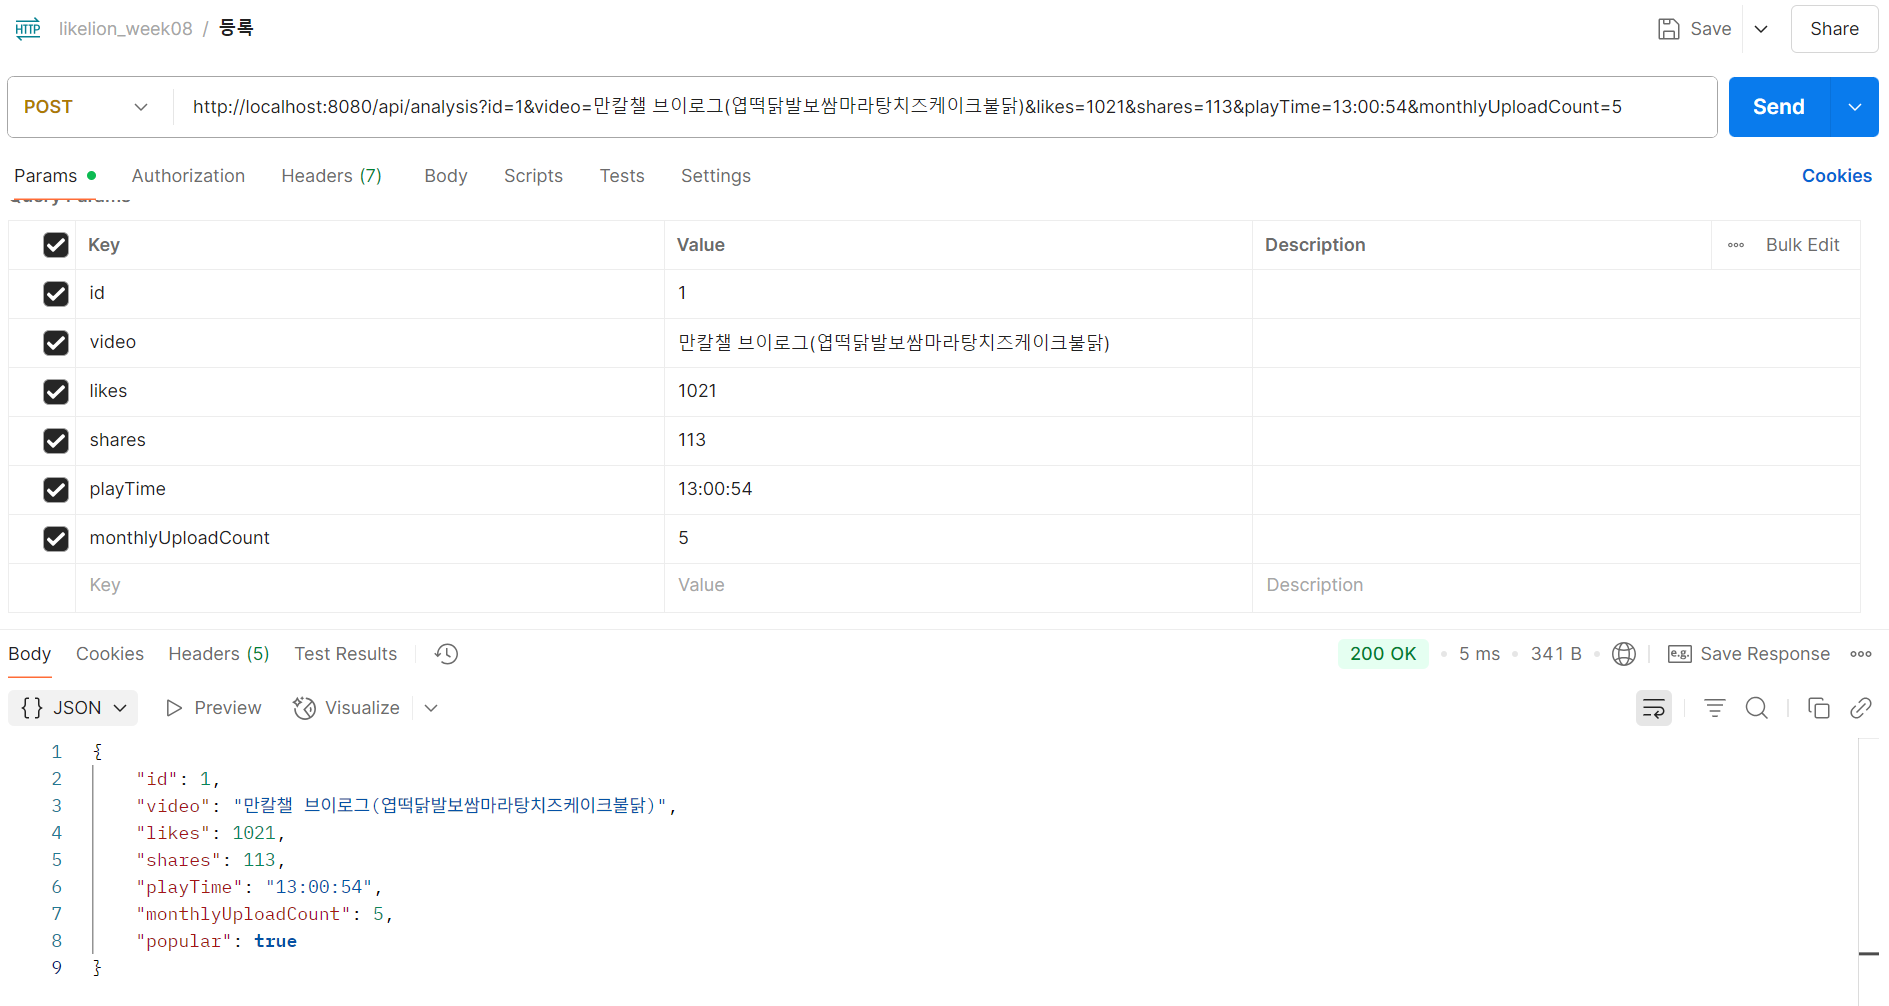 HTTP likelion_week08 / 등록 Save Share
POST http://localhost:8080/api/analysis?id=1&video=만칼챌 브이로그(엽떡닭발보쌈마라탕치즈케이크불닭)&likes=1021&shares=113&playTime=13:00:54&monthlyUploadCount=5 Send
Params Authorization Headers (7) Body Scripts Tests Settings Cookies
Query Params
Key Value Description Bulk Edit
id 1
video 만칼챌 브이로그(엽떡닭발보쌈마라탕치즈케이크불닭)
likes 1021
shares 113
playTime 13:00:54
monthlyUploadCount 5
Key Value Description
Body Cookies Headers (5) Test Results 200 OK 5 ms 341 B e.g. Save Response
{} JSON Preview Visualize
1 {
2 "id": 1,
3 "video": "만칼챌 브이로그(엽떡닭발보쌈마라탕치즈케이크불닭)",
4 "likes": 1021,
5 "shares": 113,
6 "playTime": "13:00:54",
7 "monthlyUploadCount": 5,
8 "popular": true
9 }